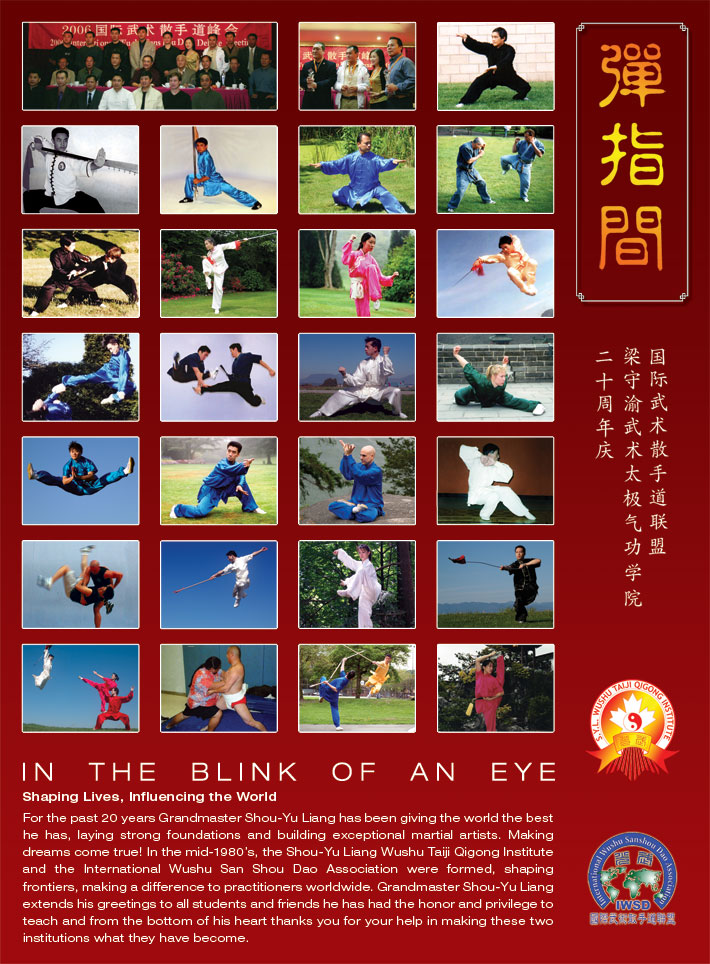 2006 国际武术散手道峰会
彈指間
国际武术散手道联盟
梁守渝武术太极气功学院
二十周年庆
S.Y.L. WUSHU TAIJI QIGONG INSTITUTE
International Wushu Sanshou Dao Association
IWSD
IN THE BLINK OF AN EYE
Shaping Lives, Influencing the World
For the past 20 years Grandmaster Shou-Yu Liang has been giving the world the best
he has, laying strong foundations and building exceptional martial artists. Making
dreams come true! In the mid-1980's, the Shou-Yu Liang Wushu Taiji Qigong Institute
and the International Wushu San Shou Dao Association were formed, shaping
frontiers, making a difference to practitioners worldwide. Grandmaster Shou-Yu Liang
extends his greetings to all students and friends he has had the honor and privilege to
teach and from the bottom of his heart thanks you for your help in making these two
institutions what they have become.